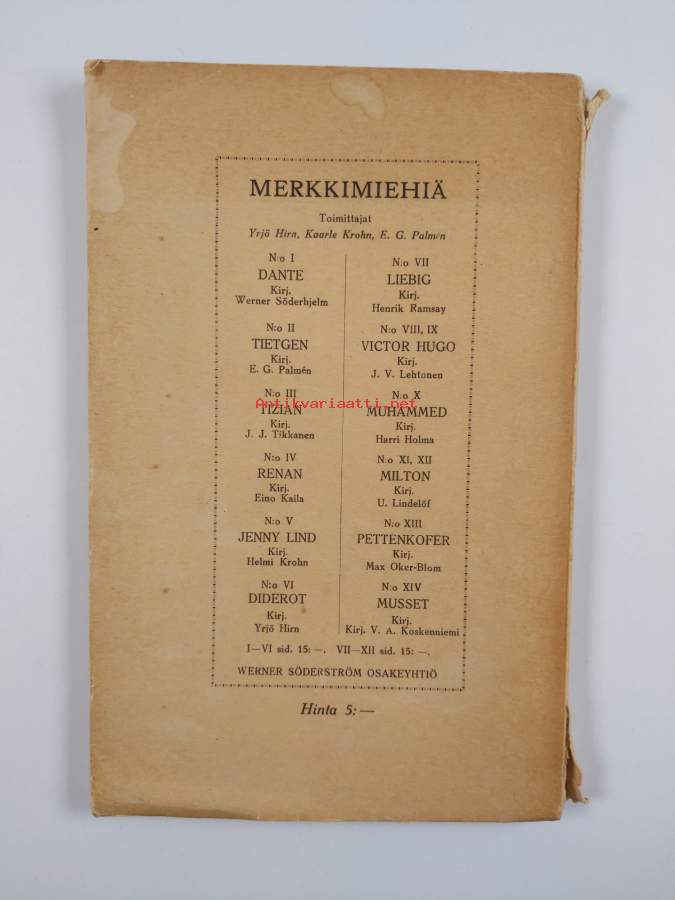 MERKKIMIEHIÄ
Toimittajat
Yrjö Hirn, Kaarle Krohn, E. G. Palmén
N:o I
DANTE
Kirj.
Werner Söderhjelm
N:o II
TIETGEN
Kirj.
E. G. Palmén
N:o III
TIZIAN
Kirj.
J. J. Tikkanen
N:o IV
RENAN
Kirj.
Eino Kaila
N:o V
JENNY LIND
Kirj.
Helmi Krohn
N:o VI
DIDEROT
Kirj.
Yrjö Hirn
N:o VII
LIEBIG
Kirj.
Henrik Ramsay
N:o VIII, IX
VICTOR HUGO
Kirj.
J. V. Lehtonen
N:o X
MUHAMMED
Kirj.
Harri Holma
N:o XI, XII
MILTON
Kirj.
U. Lindelöf
N:o XIII
PETTENKOFER
Kirj.
Max Oker-Blom
N:o XIV
MUSSET
Kirj.
Kirj. V. A. Koskenniemi
I—VI sid. 15: —. VII—XII sid. 15: —.
WERNER SÖDERSTRÖM OSAKEYHTIÖ
Hinta 5: —
Antikvariaatti.net